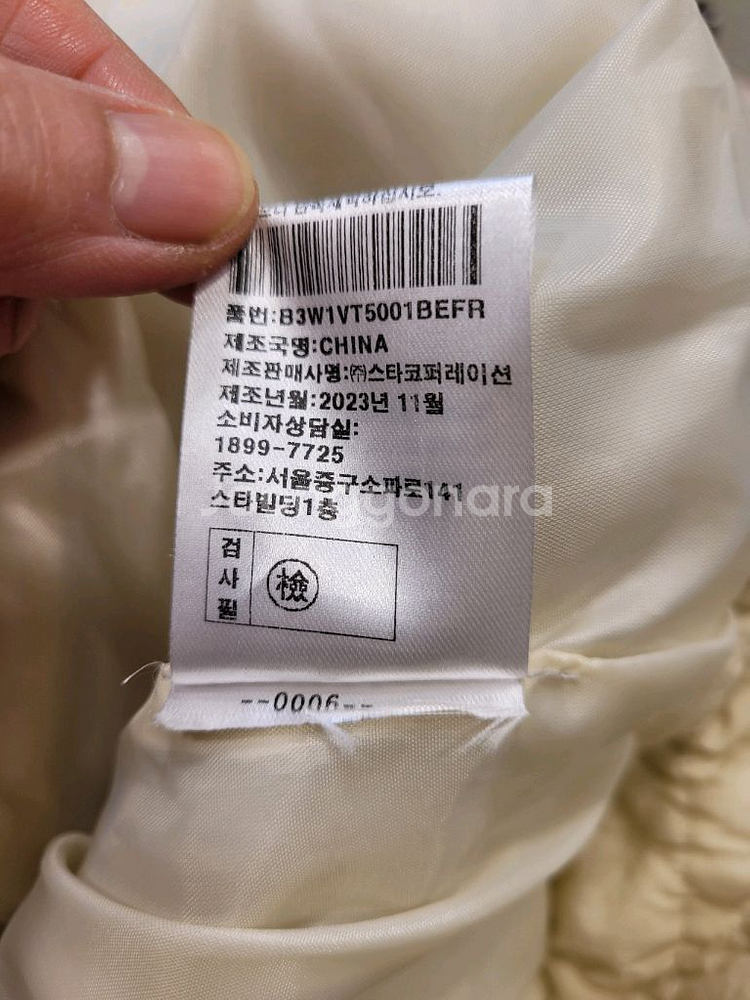 품번:B3W1VT5001BEFR
제조국명:CHINA
제조판매사명:㈜스타코퍼레이션
제조년월:2023년 11월
소비자상담실:
1899-7725
주소:서울중구소파로141
스타빌딩1층
검사필
檢
--0006--
gonara